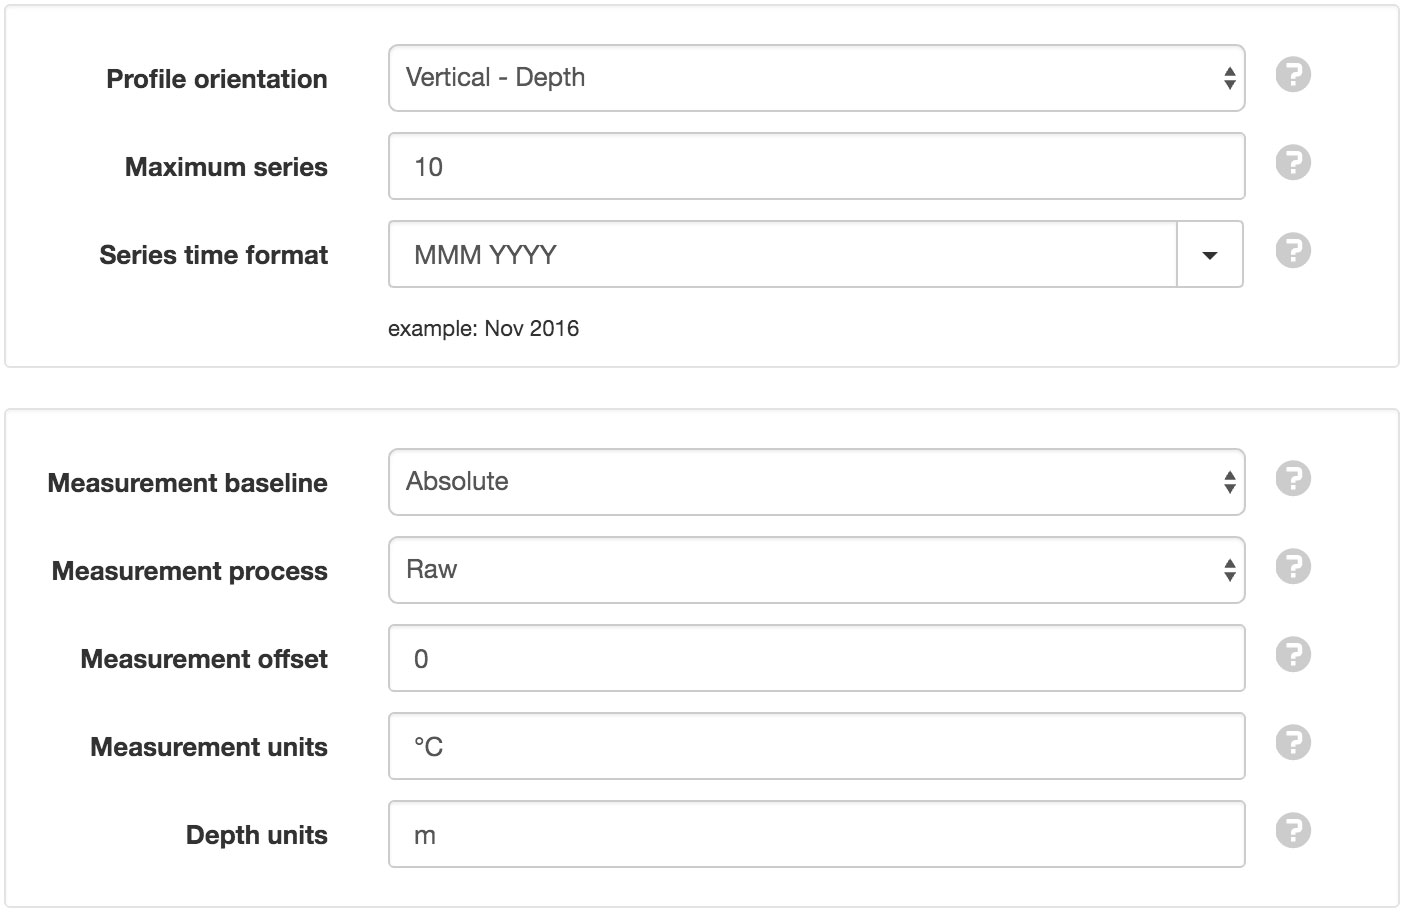 Profile orientation Vertical - Depth ?
Maximum series 10 ?
Series time format MMM YYYY ?
example: Nov 2016
Measurement baseline Absolute ?
Measurement process Raw ?
Measurement offset 0 ?
Measurement units °C ?
Depth units m ?